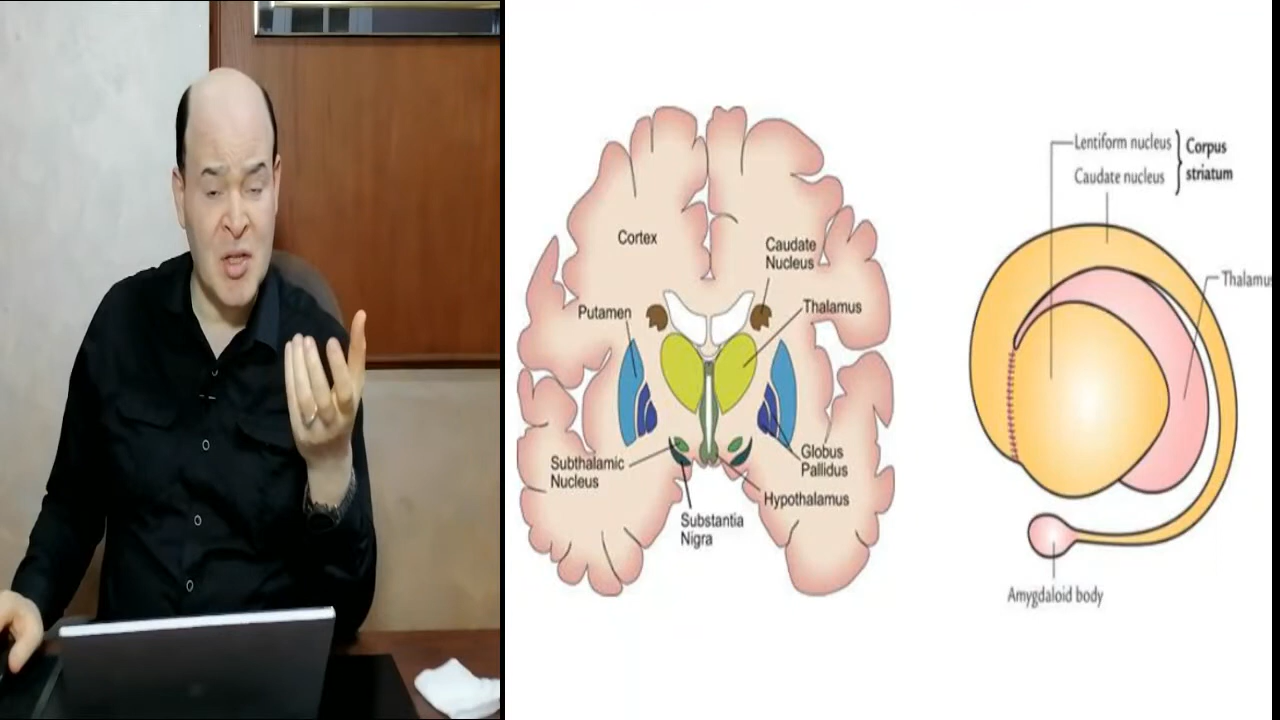 Cortex
Caudate
Nucleus
Putamen
Thalamus
Subthalamic
Nucleus
Globus
Pallidus
Hypothalamus
Substantia
Nigra
Lentiform nucleus
Caudate nucleus
Corpus
striatum
Thalamus
Amygdaloid body